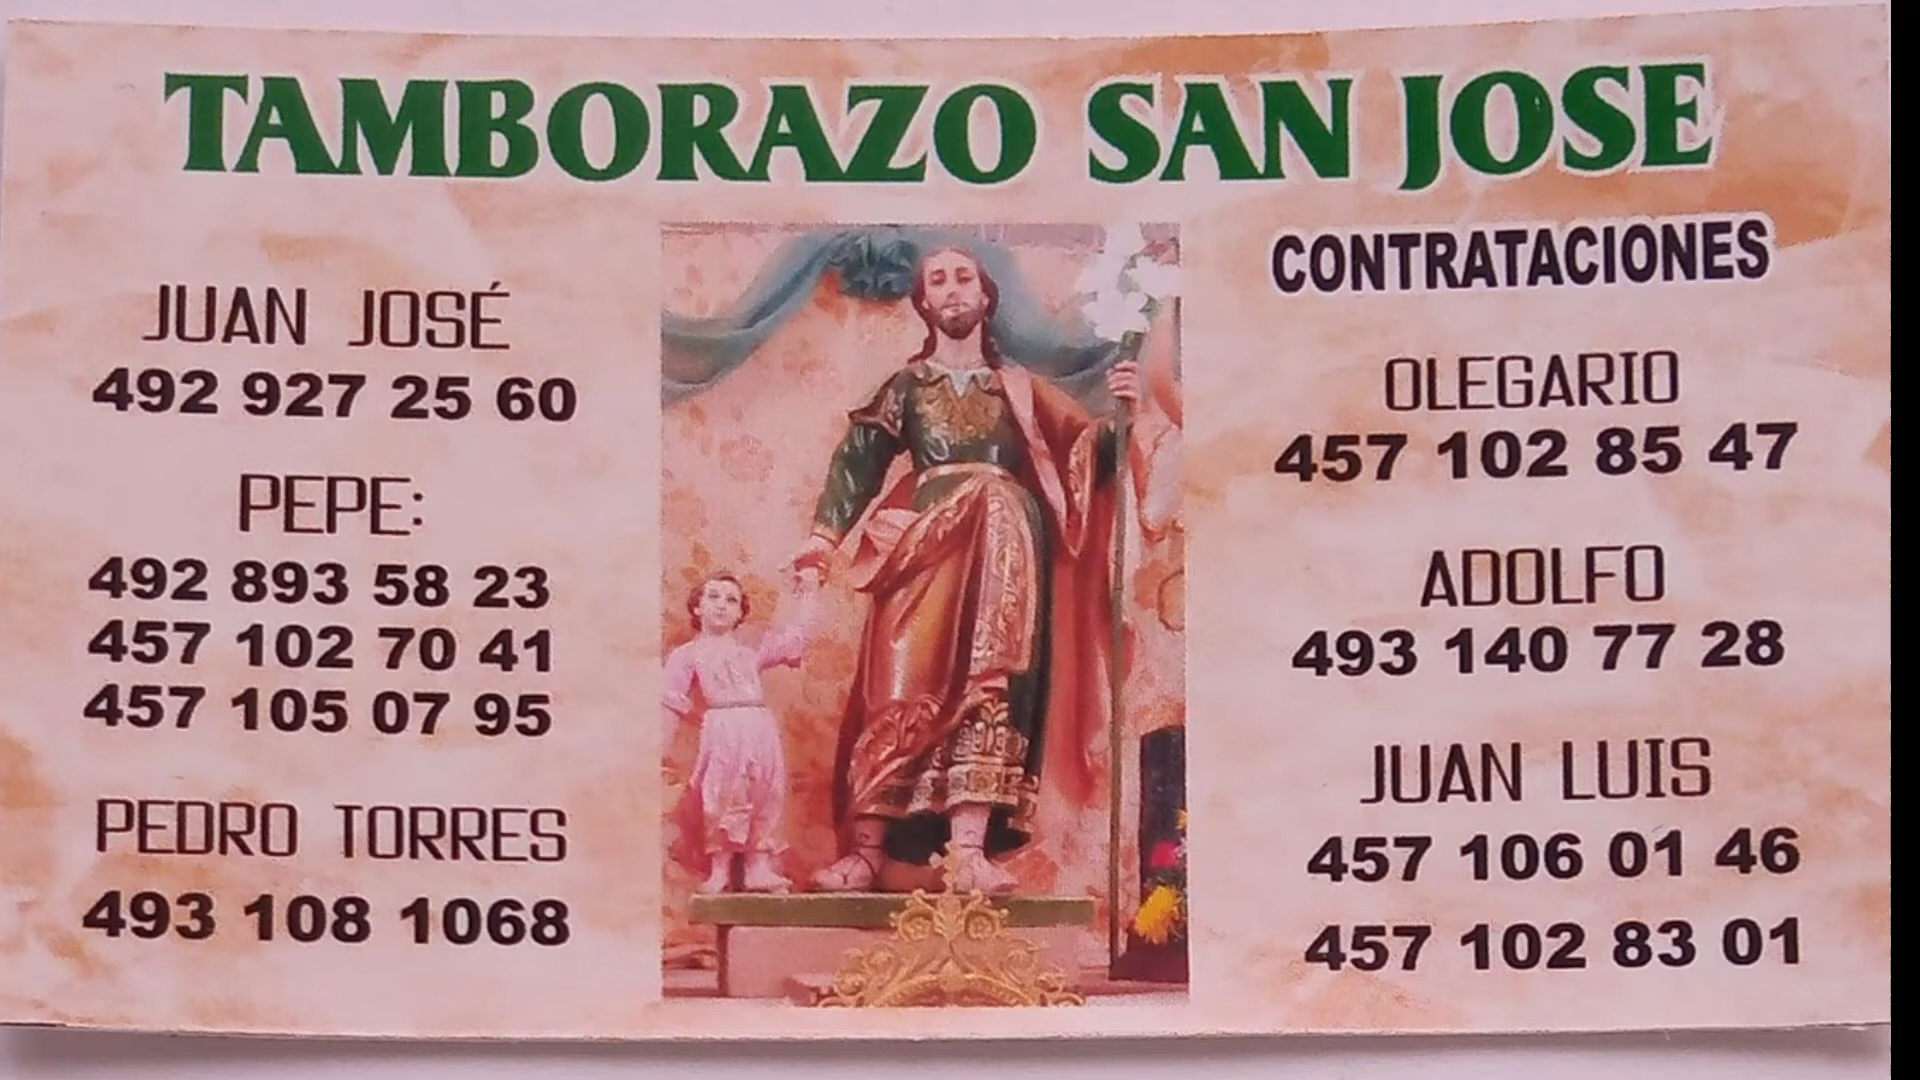 TAMBORAZO SAN JOSE
JUAN JOSÉ
492 927 25 60
PEPE:
492 893 58 23
457 102 70 41
457 105 07 95
PEDRO TORRES
493 108 1068
CONTRATACIONES
OLEGARIO
457 102 85 47
ADOLFO
493 140 77 28
JUAN LUIS
457 106 01 46
457 102 83 01